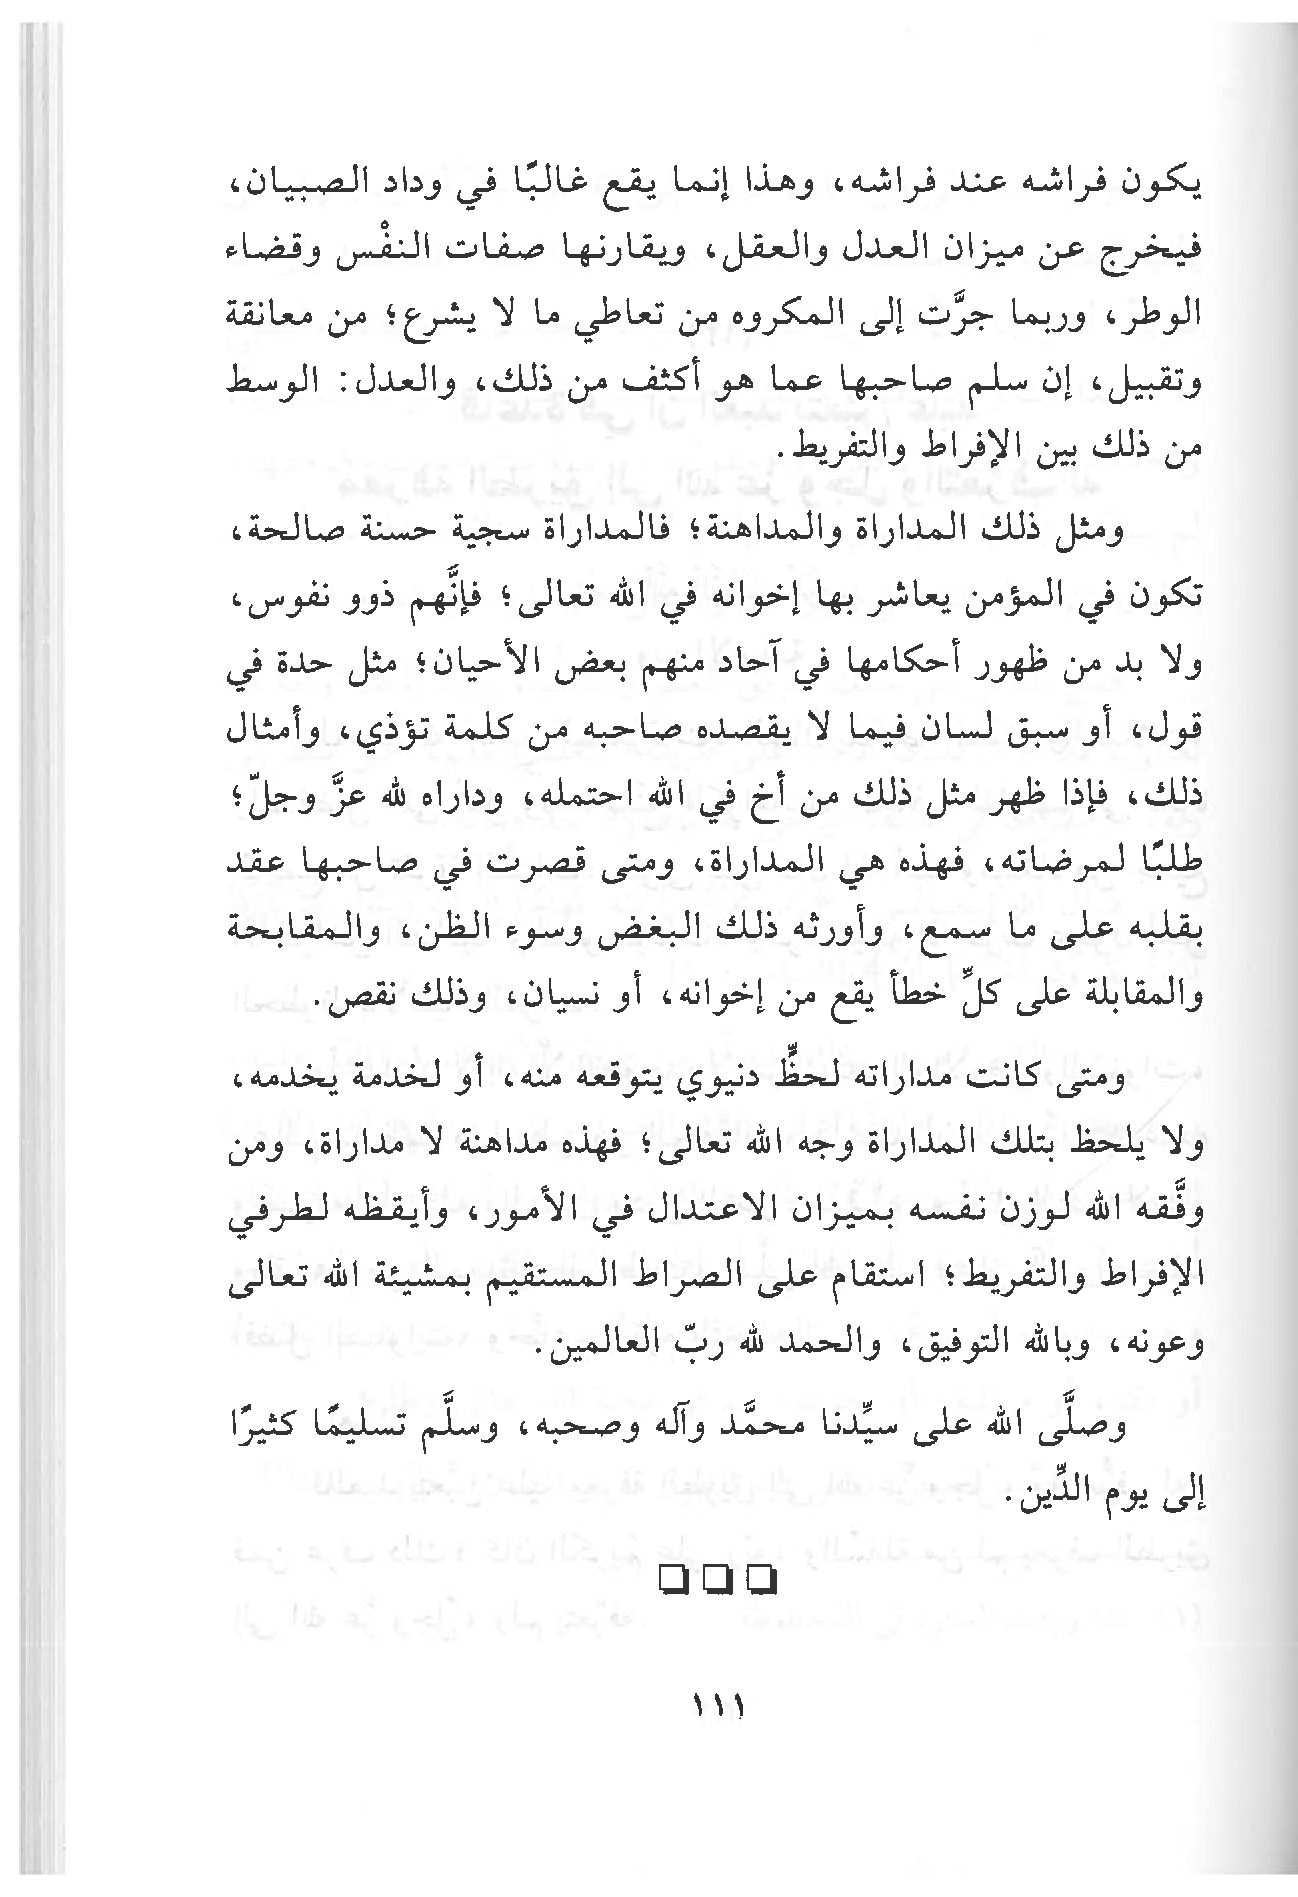 يكون فراشه عند فراشه، وهذا إنما يقع غالبًا في وداد الصبيان،
فيخرج عن ميزان العدل والعقل، ويقارنها صفات النفْس وقضاء
الوطر، وربما جرَّت إلى المكروه من تعاطي ما لا يشرع؛ من معانقة
وتقبيل، إن سلم صاحبها عما هو أكثف من ذلك، والعدل: الوسط
من ذلك بين الإفراط والتفريط.
ومثل ذلك المداراة والمداهنة؛ فالمداراة سجية حسنة صالحة،
تكون في المؤمن يعاشر بها إخوانه في الله تعالى؛ فإنَّهم ذوو نفوس،
ولا بد من ظهور أحكامها في آحاد منهم بعض الأحيان؛ مثل حدة في
قول، أو سبق لسان فيما لا يقصده صاحبه من كلمة تؤذي، وأمثال
ذلك، فإذا ظهر مثل ذلك من أخ في الله احتمله، وداراه لله عزَّ وجلّ؛
طلبًا لمرضاته، فهذه هي المداراة، ومتى قصرت في صاحبها عقد
بقلبه على ما سمع، وأورثه ذلك البغض وسوء الظن، والمقابحة
والمقابلة على كلِّ خطأ يقع من إخوانه، أو نسيان، وذلك نقص.
ومتى كانت مداراته لحظٍّ دنيوي يتوقعه منه، أو لخدمة يخدمه،
ولا يلحظ بتلك المداراة وجه الله تعالى؛ فهذه مداهنة لا مداراة، ومن
وفَّقه الله لوزن نفسه بميزان الاعتدال في الأمور، وأيقظه لطرفي
الإفراط والتفريط؛ استقام على الصراط المستقيم بمشيئة الله تعالى
وعونه، وبالله التوفيق، والحمد لله ربّ العالمين.
وصلَّى الله على سيِّدنا محمَّد وآله وصحبه، وسلَّم تسليمًا كثيرًا
إلى يوم الدِّين.
١١١